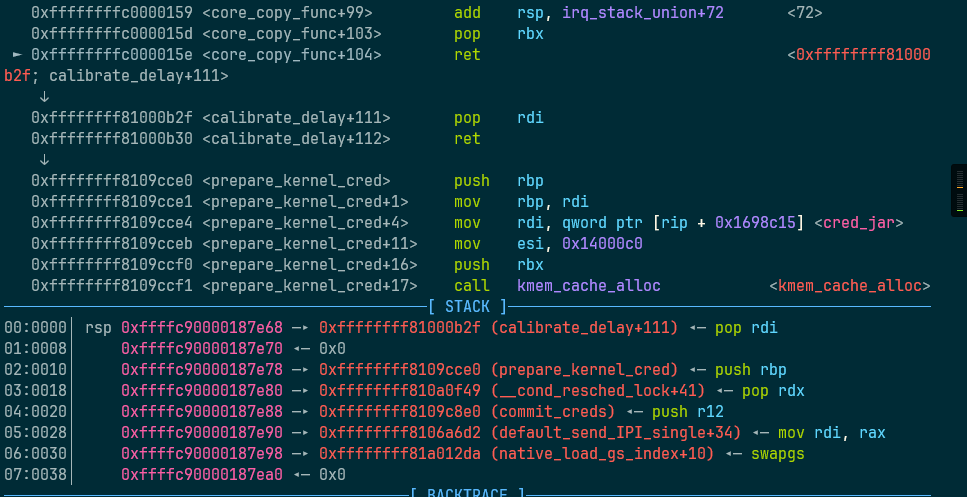 0xffffffffc0000159 <core_copy_func+99> add rsp, irq_stack_union+72 <72>
0xffffffffc000015d <core_copy_func+103> pop rbx
► 0xffffffffc000015e <core_copy_func+104> ret <0xffffffff81000
b2f; calibrate_delay+111>
↓
0xffffffff81000b2f <calibrate_delay+111> pop rdi
0xffffffff81000b30 <calibrate_delay+112> ret
↓
0xffffffff8109cce0 <prepare_kernel_cred> push rbp
0xffffffff8109cce1 <prepare_kernel_cred+1> mov rbp, rdi
0xffffffff8109cce4 <prepare_kernel_cred+4> mov rdi, qword ptr [rip + 0x1698c15] <cred_jar>
0xffffffff8109cceb <prepare_kernel_cred+11> mov esi, 0x14000c0
0xffffffff8109ccf0 <prepare_kernel_cred+16> push rbx
0xffffffff8109ccf1 <prepare_kernel_cred+17> call kmem_cache_alloc <kmem_cache_alloc>
[ STACK ]
00:0000│ rsp 0xffffc90000187e68 —▸ 0xffffffff81000b2f (calibrate_delay+111) ◂— pop rdi
01:0008│ 0xffffc90000187e70 ◂— 0x0
02:0010│ 0xffffc90000187e78 —▸ 0xffffffff8109cce0 (prepare_kernel_cred) ◂— push rbp
03:0018│ 0xffffc90000187e80 —▸ 0xffffffff810a0f49 (__cond_resched_lock+41) ◂— pop rdx
04:0020│ 0xffffc90000187e88 —▸ 0xffffffff8109c8e0 (commit_creds) ◂— push r12
05:0028│ 0xffffc90000187e90 —▸ 0xffffffff8106a6d2 (default_send_IPI_single+34) ◂— mov rdi, rax
06:0030│ 0xffffc90000187e98 —▸ 0xffffffff81a012da (native_load_gs_index+10) ◂— swapgs
07:0038│ 0xffffc90000187ea0 ◂— 0x0
[ BACKTRACE ]